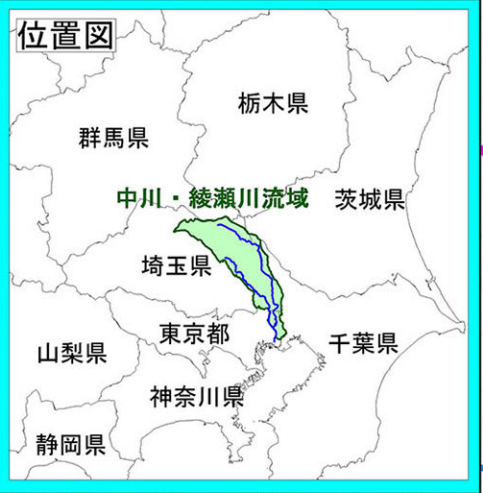 位置図
栃木県
群馬県
中川・綾瀬川流域
茨城県
埼玉県
東京都
千葉県
山梨県
神奈川県
静岡県